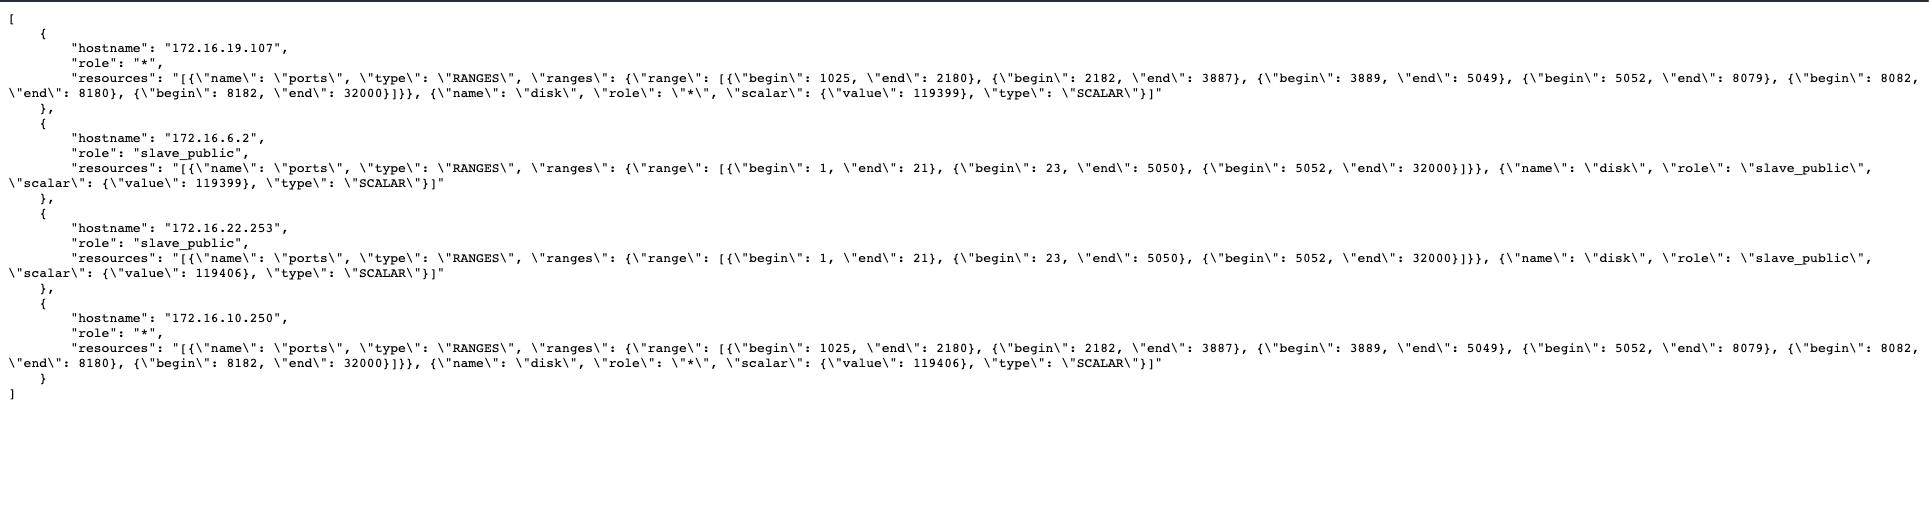 [
    {
        "hostname": "172.16.19.107",
        "role": "*",
        "resources": "[{\"name\": \"ports\", \"type\": \"RANGES\", \"ranges\": {\"range\": [{\"begin\": 1025, \"end\": 2180}, {\"begin\": 2182, \"end\": 3887}, {\"begin\": 3889, \"end\": 5049}, {\"begin\": 5052, \"end\": 8079}, {\"begin\": 8082,
\"end\": 8180}, {\"begin\": 8182, \"end\": 32000}]}}, {\"name\": \"disk\", \"role\": \"*\", \"scalar\": {\"value\": 119399}, \"type\": \"SCALAR\"}]"
    },
    {
        "hostname": "172.16.6.2",
        "role": "slave_public",
        "resources": "[{\"name\": \"ports\", \"type\": \"RANGES\", \"ranges\": {\"range\": [{\"begin\": 1, \"end\": 21}, {\"begin\": 23, \"end\": 5050}, {\"begin\": 5052, \"end\": 32000}]}}, {\"name\": \"disk\", \"role\": \"slave_public\",
\"scalar\": {\"value\": 119399}, \"type\": \"SCALAR\"}]"
    },
    {
        "hostname": "172.16.22.253",
        "role": "slave_public",
        "resources": "[{\"name\": \"ports\", \"type\": \"RANGES\", \"ranges\": {\"range\": [{\"begin\": 1, \"end\": 21}, {\"begin\": 23, \"end\": 5050}, {\"begin\": 5052, \"end\": 32000}]}}, {\"name\": \"disk\", \"role\": \"slave_public\",
\"scalar\": {\"value\": 119406}, \"type\": \"SCALAR\"}]"
    },
    {
        "hostname": "172.16.10.250",
        "role": "*",
        "resources": "[{\"name\": \"ports\", \"type\": \"RANGES\", \"ranges\": {\"range\": [{\"begin\": 1025, \"end\": 2180}, {\"begin\": 2182, \"end\": 3887}, {\"begin\": 3889, \"end\": 5049}, {\"begin\": 5052, \"end\": 8079}, {\"begin\": 8082,
\"end\": 8180}, {\"begin\": 8182, \"end\": 32000}]}}, {\"name\": \"disk\", \"role\": \"*\", \"scalar\": {\"value\": 119406}, \"type\": \"SCALAR\"}]"
    }
]